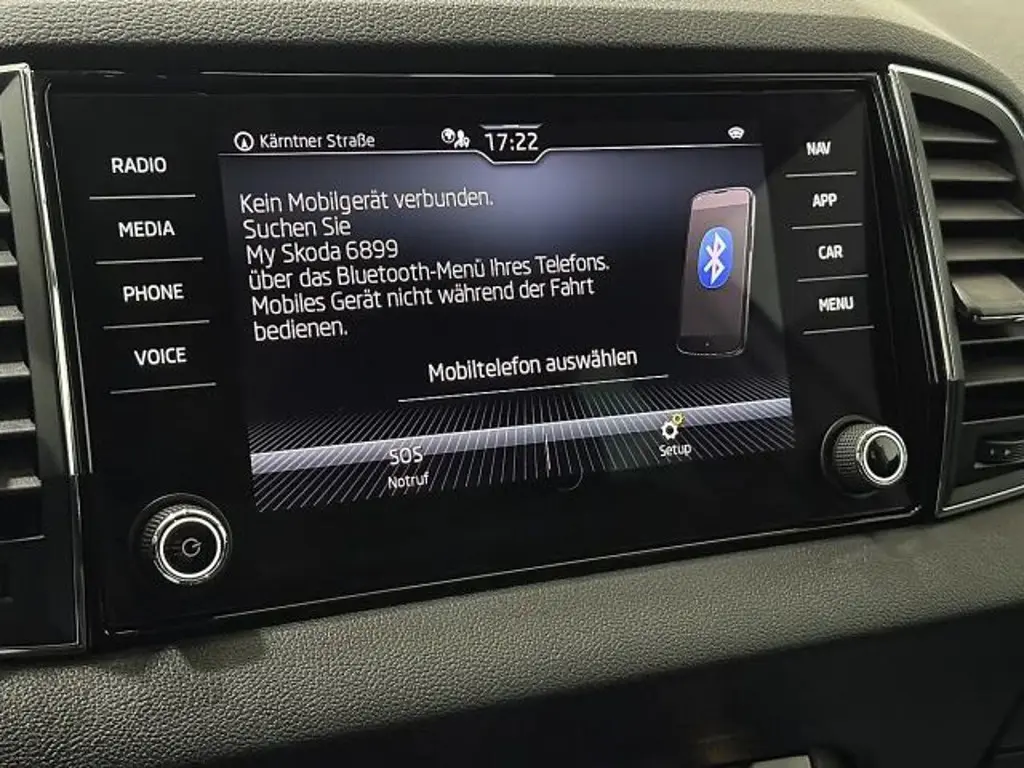 Kärntner Straße
17:22
RADIO
MEDIA
PHONE
VOICE
Kein Mobilgerät verbunden.
Suchen Sie
My Skoda 6899
über das Bluetooth-Menü Ihres Telefons.
Mobiles Gerät nicht während der Fahrt
bedienen.
Mobiltelefon auswählen
SOS
Notruf
Setup
NAV
APP
CAR
MENU